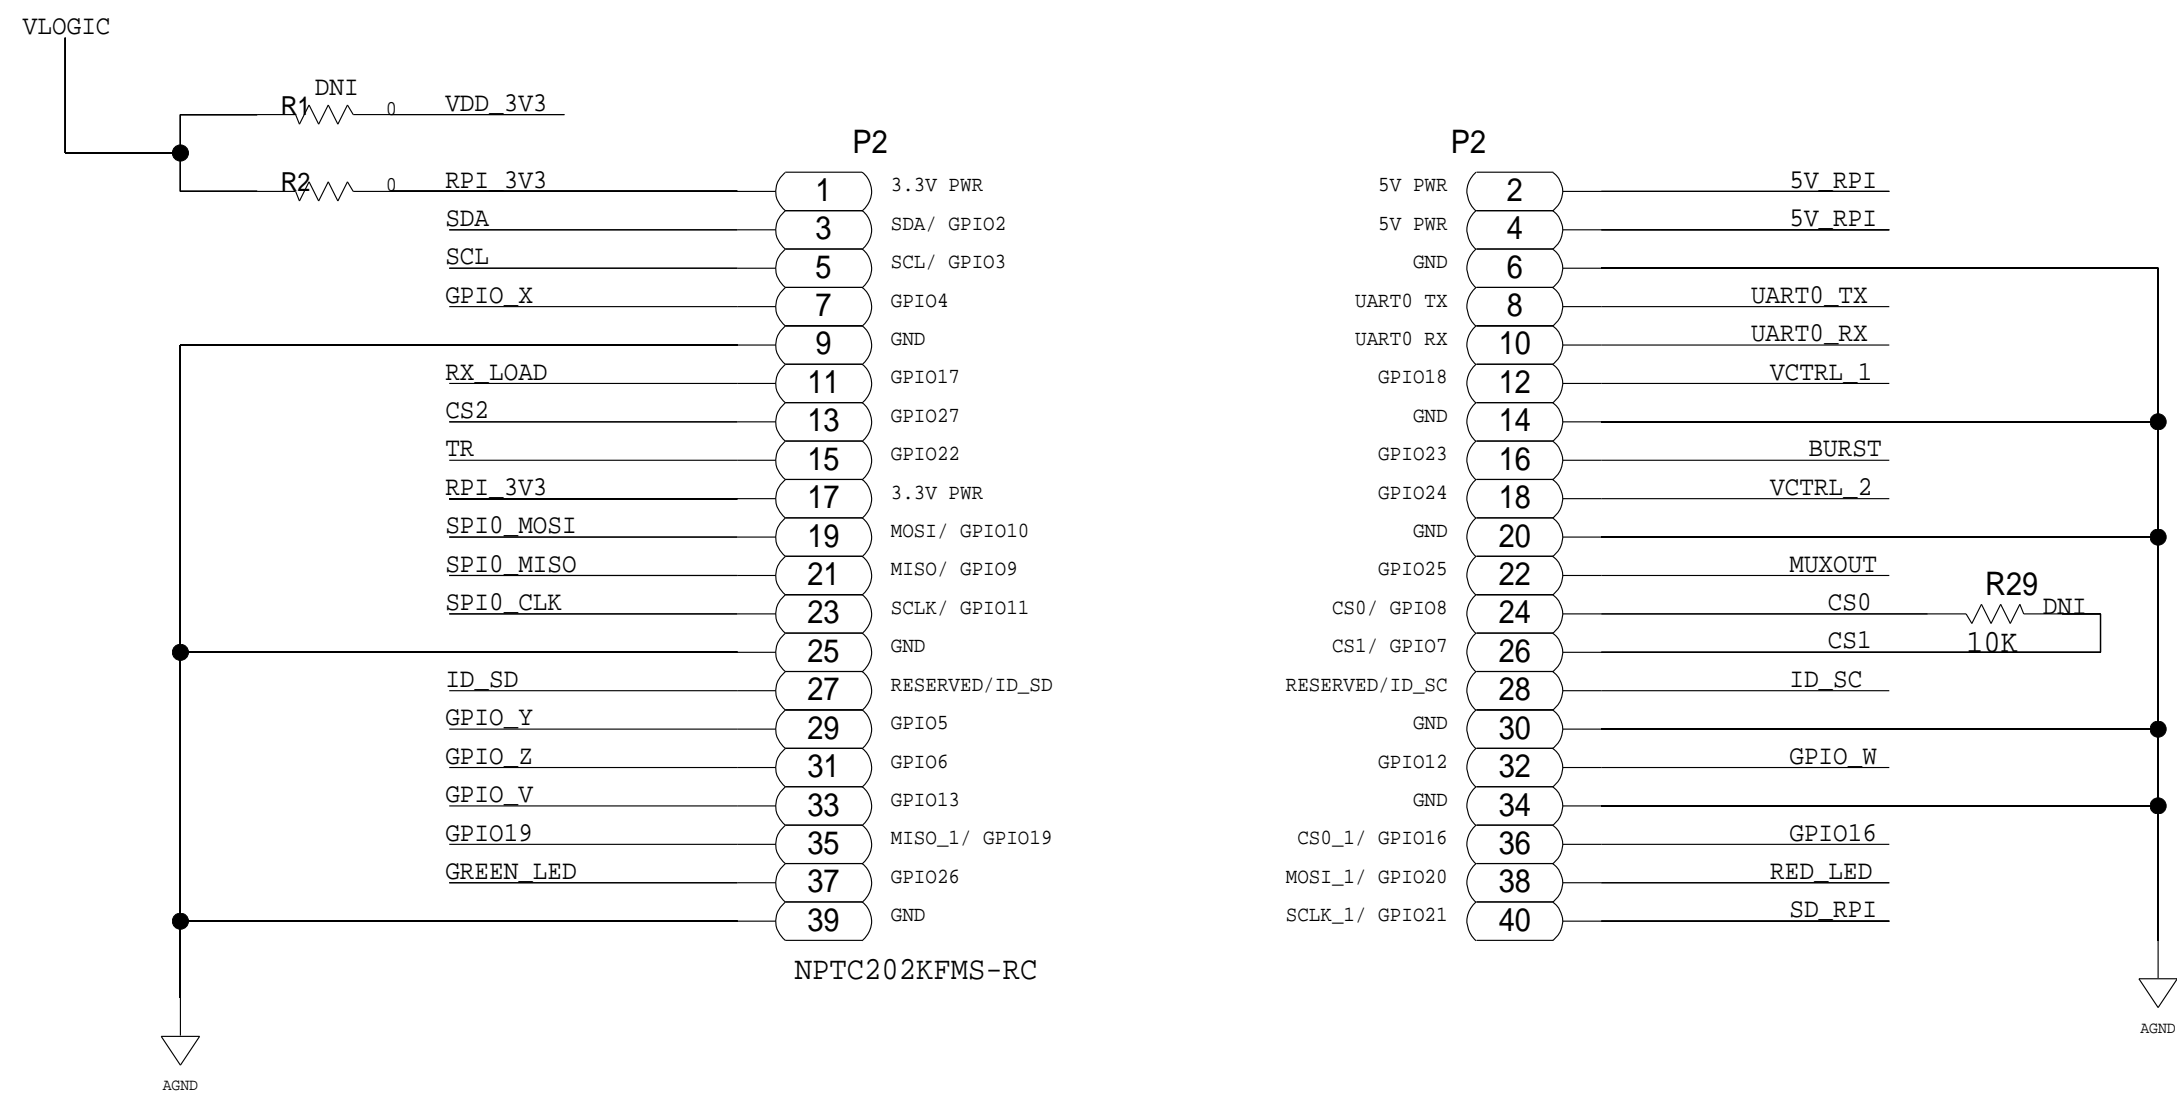 VLOGIC
DNI
R1 0 VDD_3V3
P2 P2
R2 0 RPI_3V3 1 3.3V PWR 5V PWR 2 5V_RPI
SDA 3 SDA/ GPIO2 5V PWR 4 5V_RPI
SCL 5 SCL/ GPIO3 GND 6
GPIO_X 7 GPIO4 UART0 TX 8 UART0_TX
9 GND UART0 RX 10 UART0_RX
RX_LOAD 11 GPIO17 GPIO18 12 VCTRL_1
CS2 13 GPIO27 GND 14
TR 15 GPIO22 GPIO23 16 BURST
RPI_3V3 17 3.3V PWR GPIO24 18 VCTRL_2
SPI0_MOSI 19 MOSI/ GPIO10 GND 20
SPI0_MISO 21 MISO/ GPIO9 GPIO25 22 MUXOUT
R29
SPI0_CLK 23 SCLK/ GPIO11 CS0/ GPIO8 24 CS0 DNI
25 GND CS1/ GPIO7 26 CS1 10K
ID_SD 27 RESERVED/ID_SD RESERVED/ID_SC 28 ID_SC
GPIO_Y 29 GPIO5 GND 30
GPIO_Z 31 GPIO6 GPIO12 32 GPIO_W
GPIO_V 33 GPIO13 GND 34
GPIO19 35 MISO_1/ GPIO19 CS0_1/ GPIO16 36 GPIO16
GREEN_LED 37 GPIO26 MOSI_1/ GPIO20 38 RED_LED
39 GND SCLK_1/ GPIO21 40 SD_RPI
NPTC202KFMS-RC
AGND
AGND